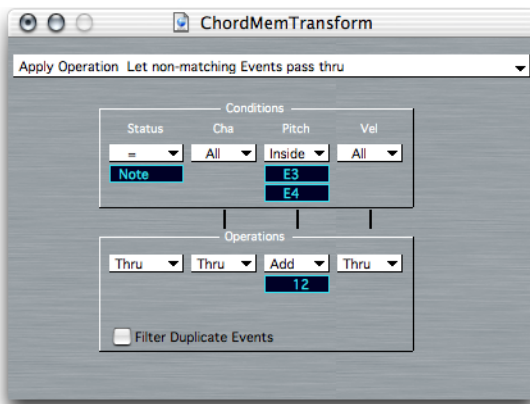 ChordMemTransform
Apply Operation Let non-matching Events pass thru
Conditions
Status Cha Pitch Vel
= All Inside All
Note E3
E4
Operations
Thru Thru Add Thru
12
Filter Duplicate Events